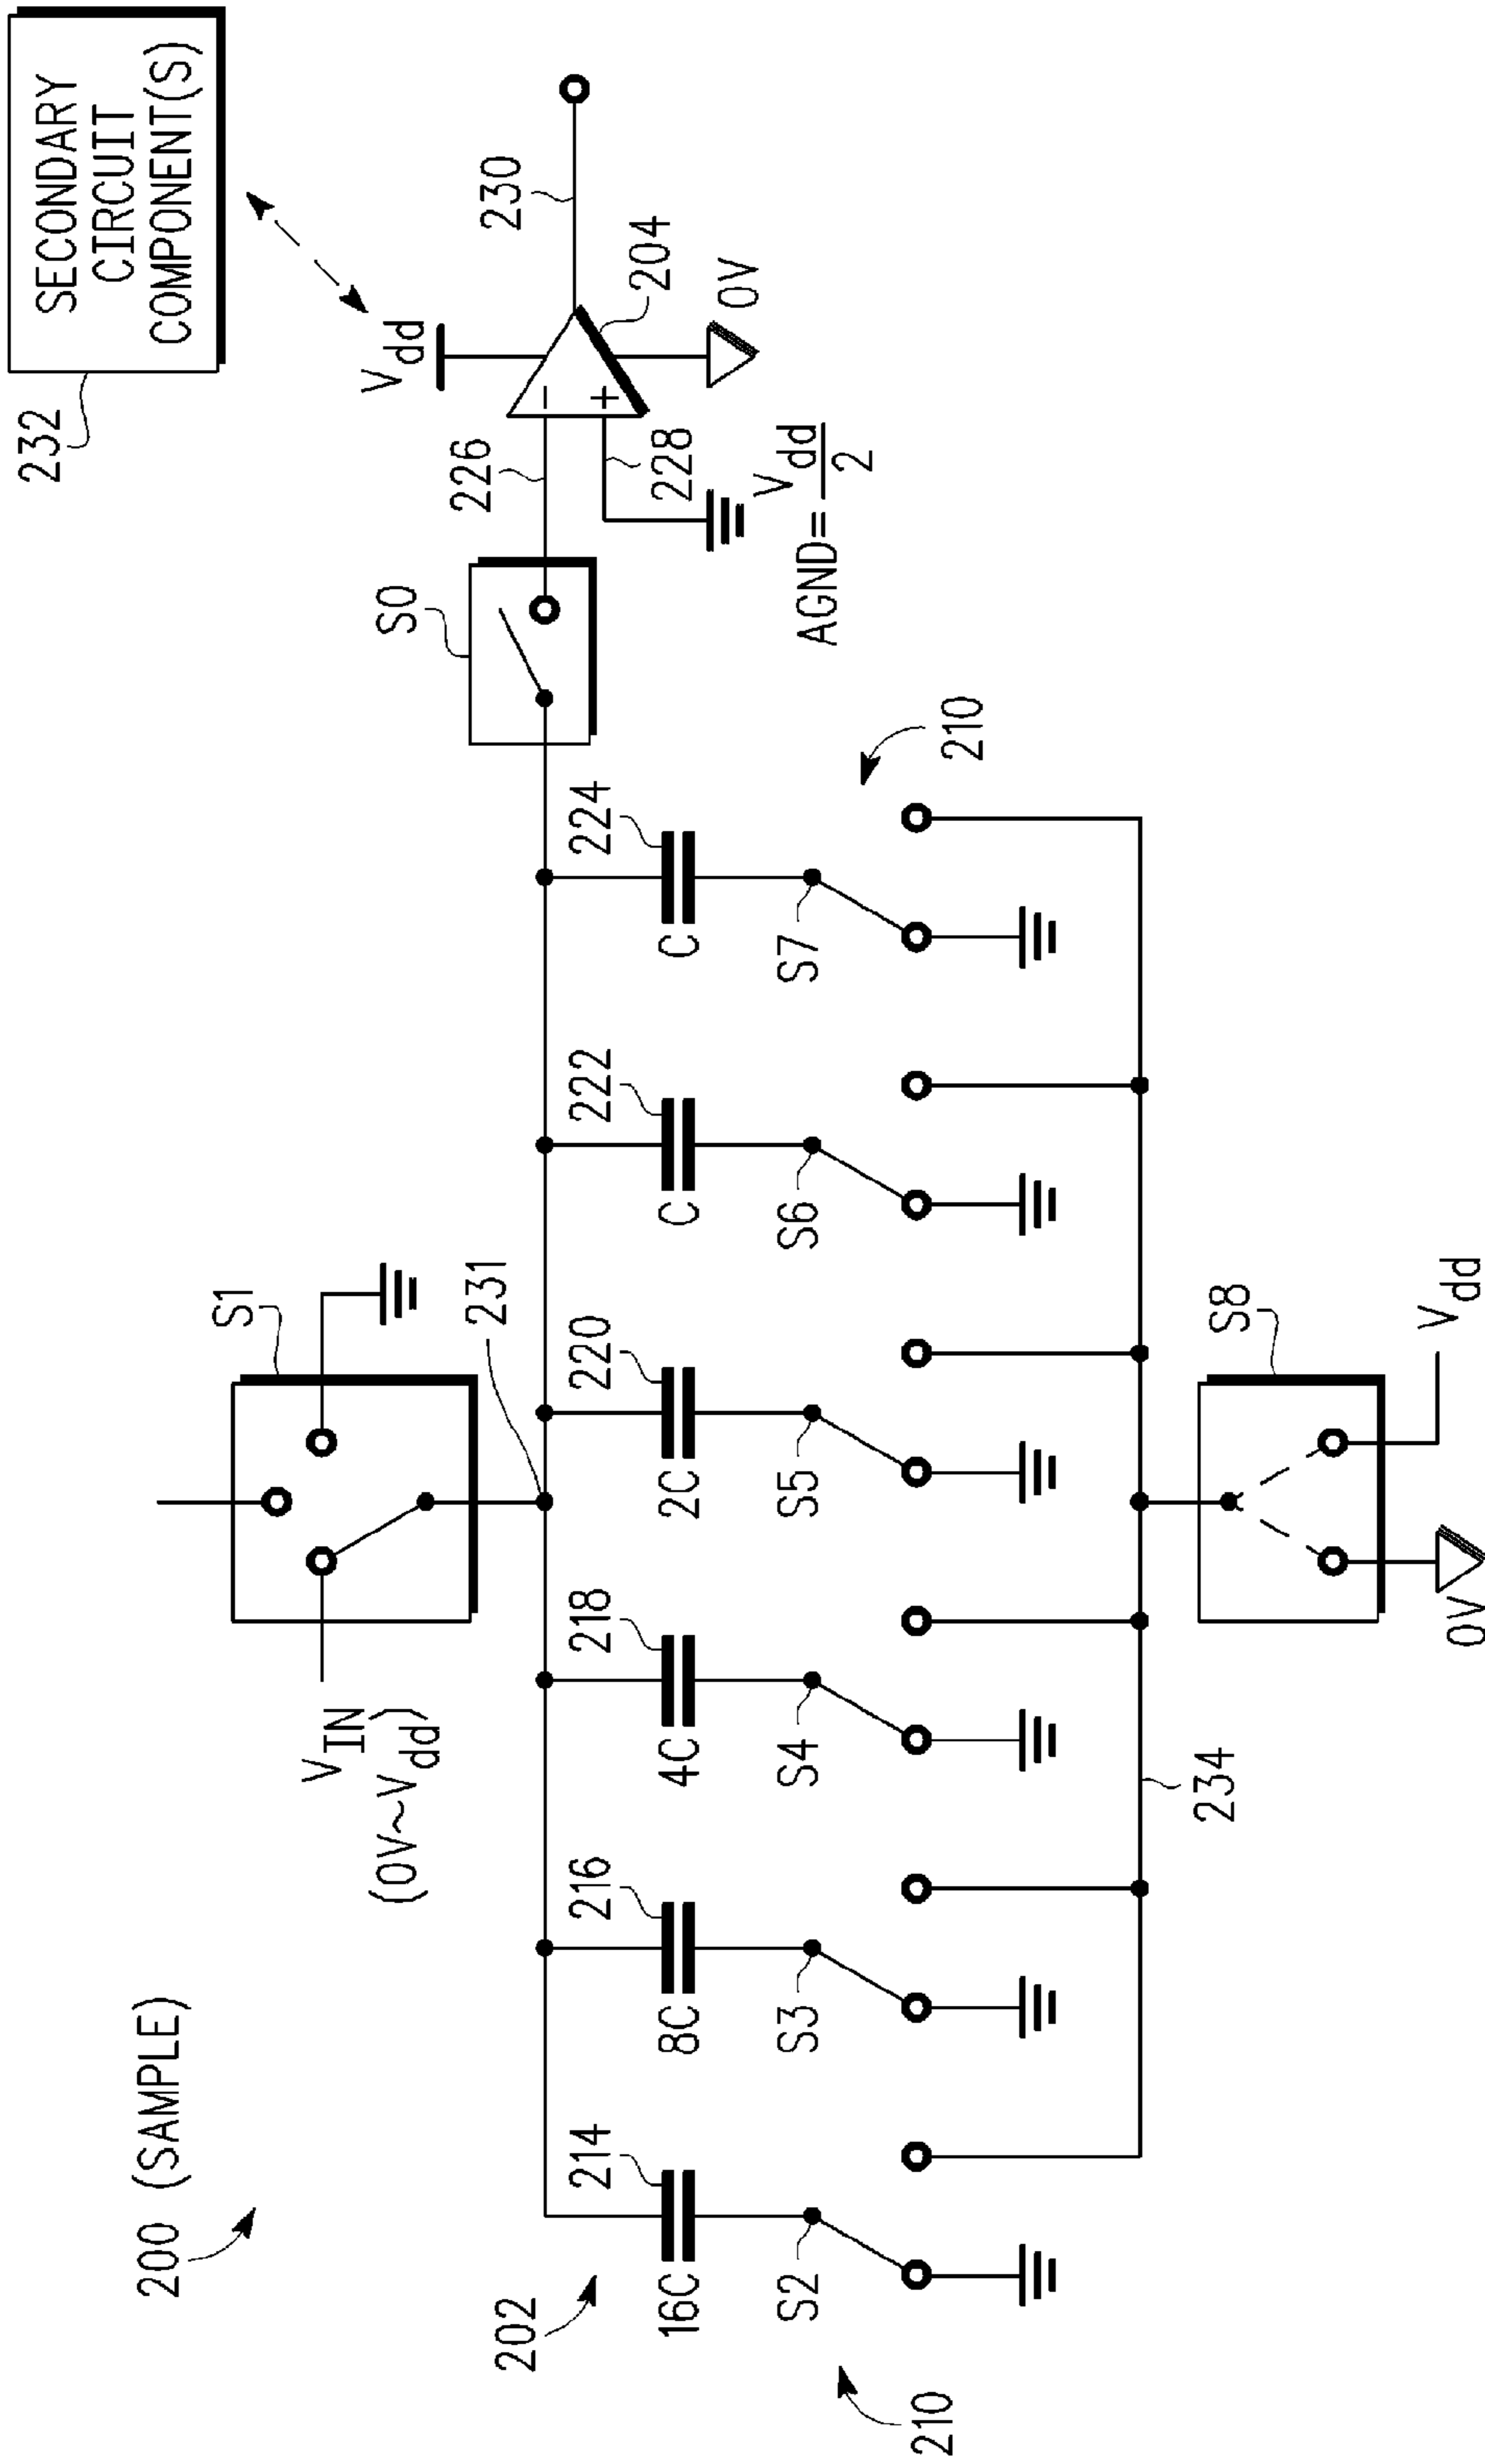 200 (SAMPLE)
232
SECONDARY
CIRCUIT
COMPONENT(S)
S1
V IN
(0V~Vdd)
231
S0
226
228
Vdd
230
204
0V
AGND= Vdd
2
202
214
216
218
220
222
224
16C
8C
4C
2C
C
C
S2
S3
S4
S5
S6
S7
210
210
234
S8
0V
Vdd